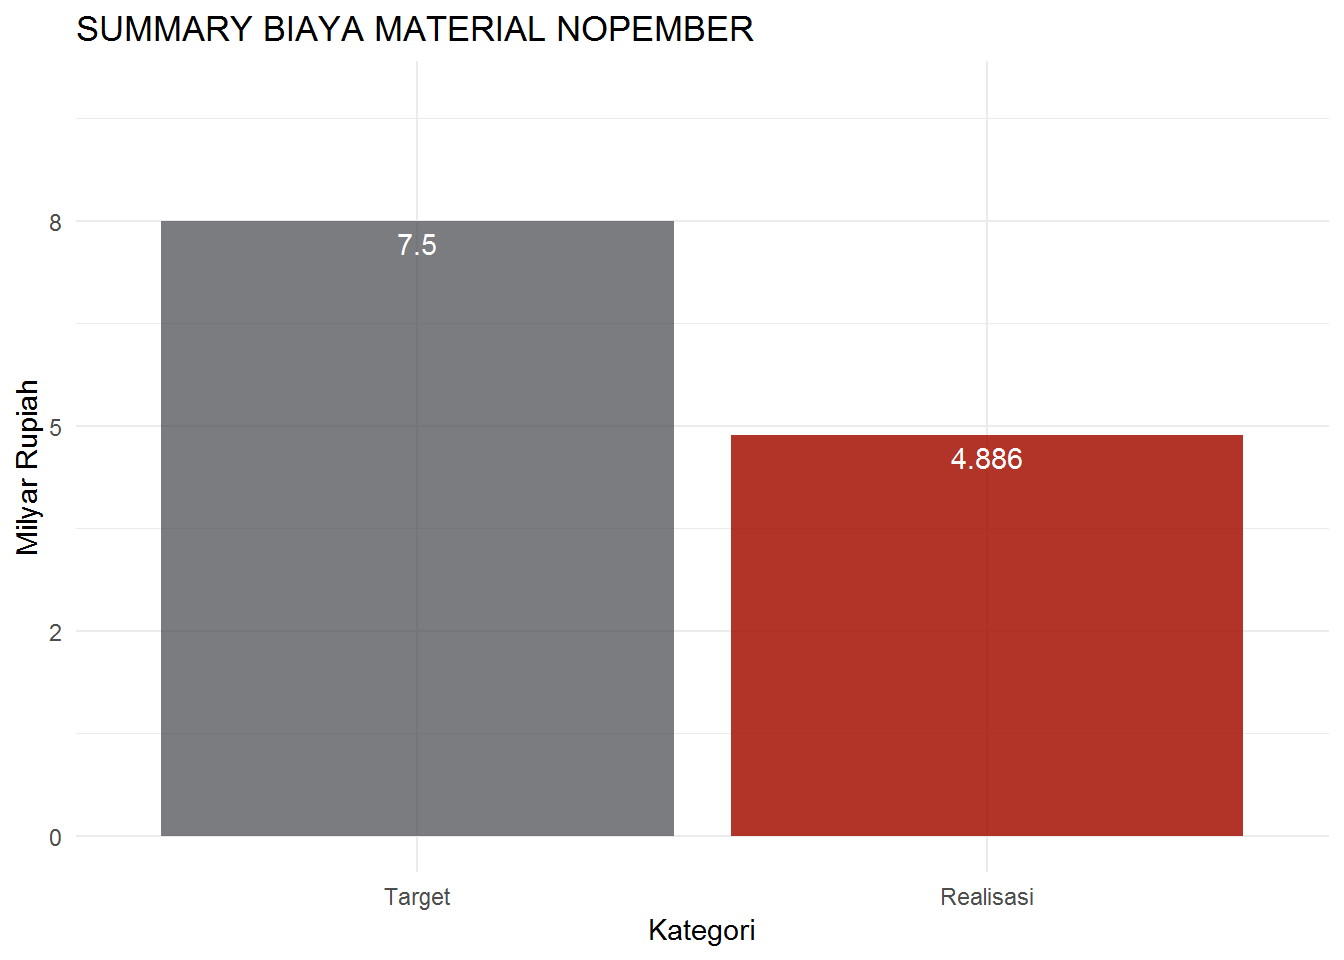 SUMMARY BIAYA MATERIAL NOPEMBER
Milyar Rupiah
8
5
2
0
7.5
4.886
Target
Realisasi
Kategori